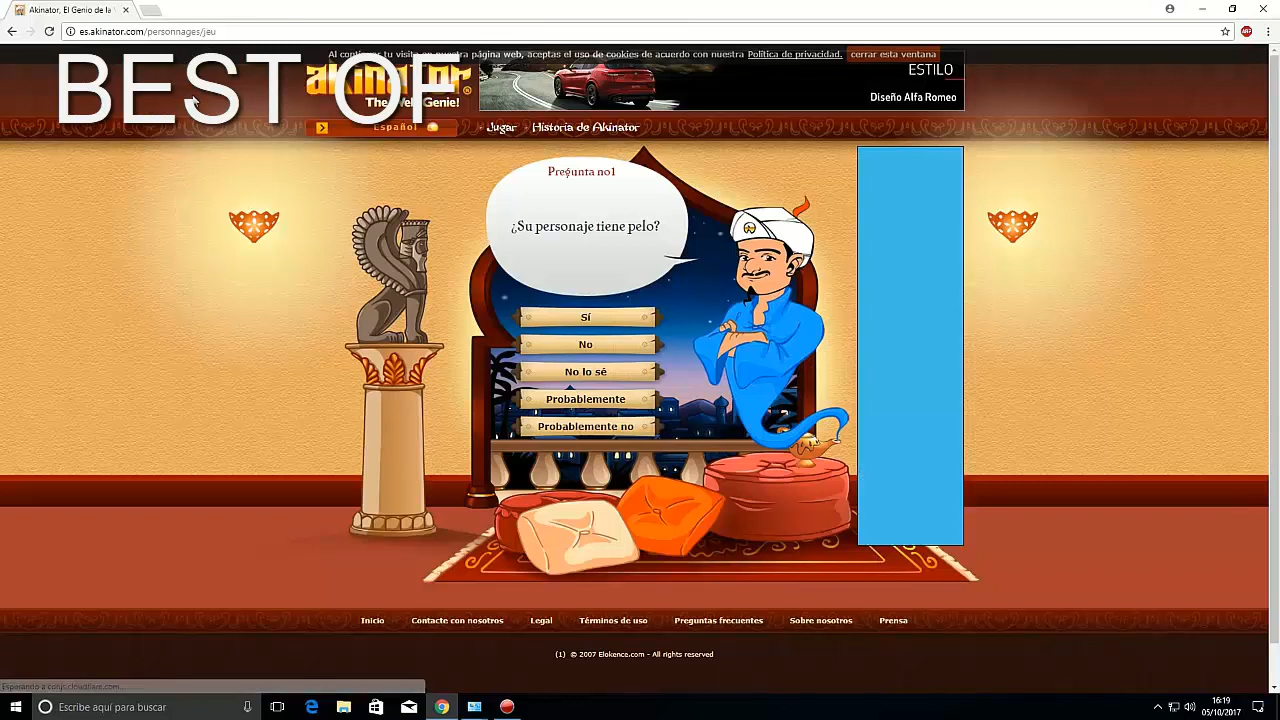 Akinator, El Genio de la
es.akinator.com/personnages/jeu
Al continuar tu visita en nuestra página web, aceptas el uso de cookies de acuerdo con nuestra Política de privacidad. cerrar esta ventana
BEST OF
akinator®
The Web Genie!
ESTILO
Diseño Alfa Romeo
Español
Jugar
Historia de Akinator
Pregunta no1
¿Su personaje tiene pelo?
Sí
No
No lo sé
Probablemente
Probablemente no
Inicio Contacte con nosotros Legal Términos de uso Preguntas frecuentes Sobre nosotros Prensa
(1) © 2007 Elokence.com - All rights reserved
Escribe aquí para buscar
16:19
05/10/2017